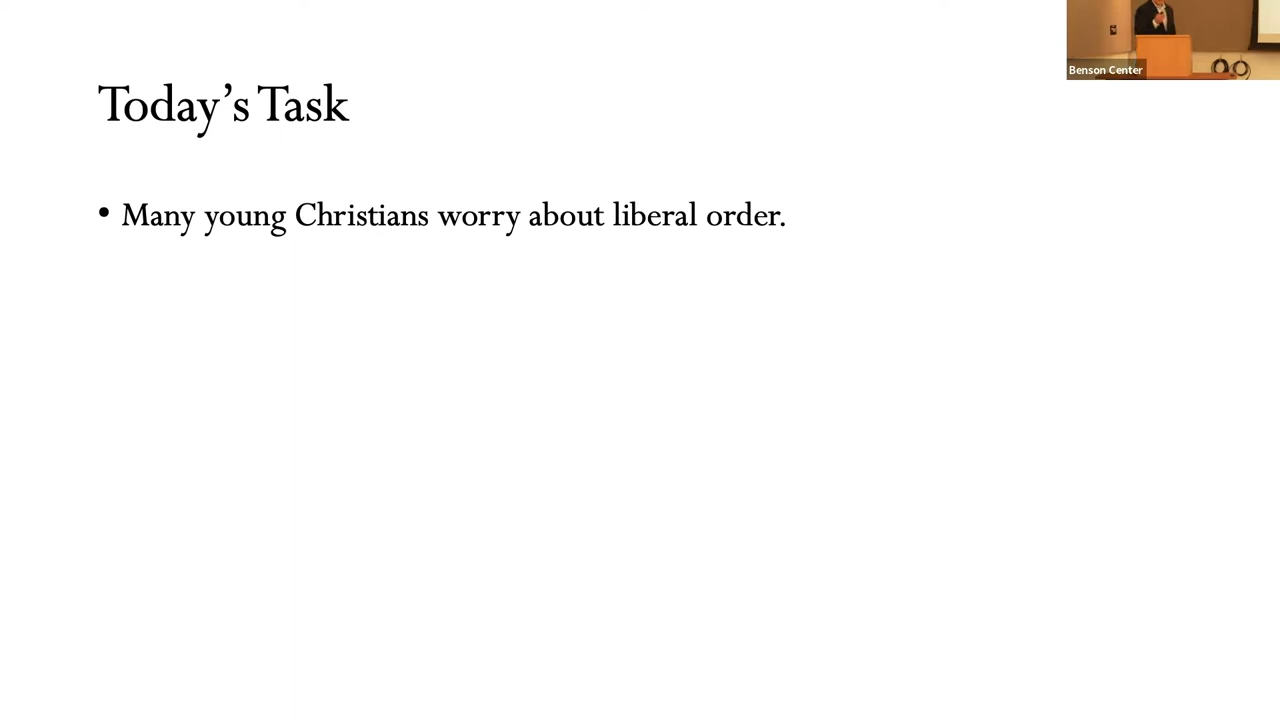 Benson Center
Today’s Task
• Many young Christians worry about liberal order.